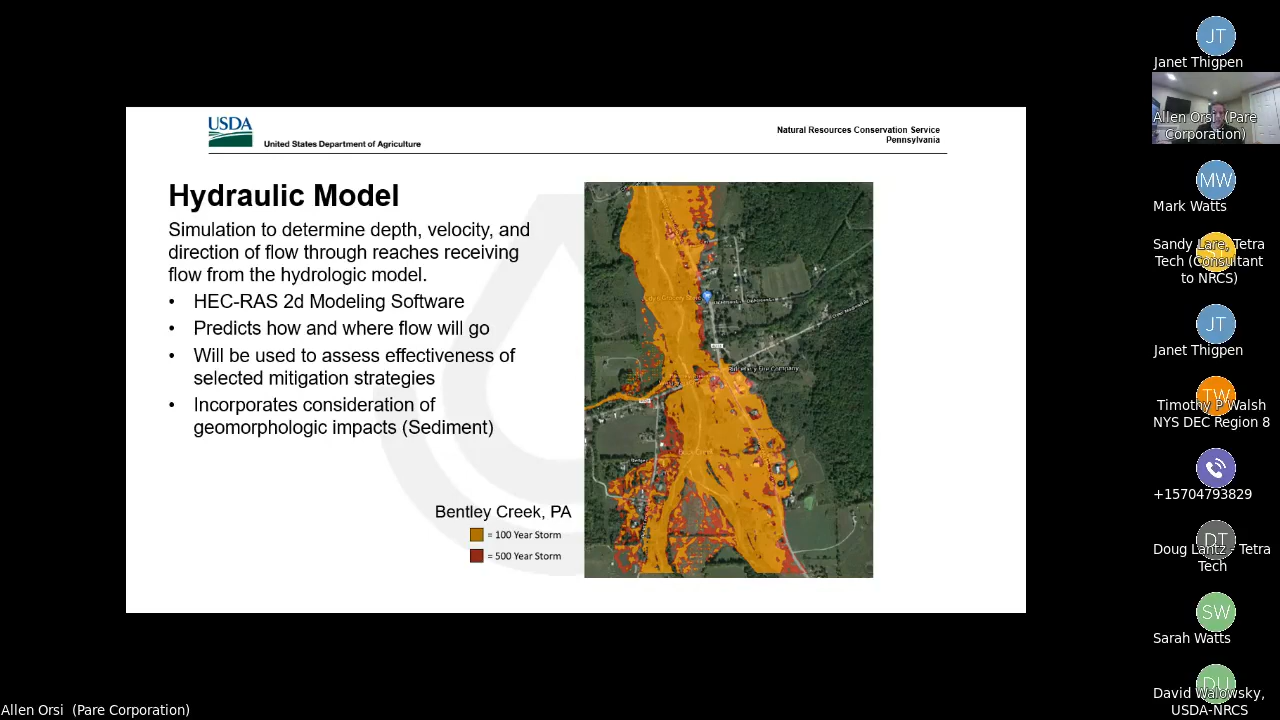 USDA
United States Department of Agriculture
Natural Resources Conservation Service
Pennsylvania
Hydraulic Model
Simulation to determine depth, velocity, and
direction of flow through reaches receiving
flow from the hydrologic model.
• HEC-RAS 2d Modeling Software
• Predicts how and where flow will go
• Will be used to assess effectiveness of
selected mitigation strategies
• Incorporates consideration of
geomorphologic impacts (Sediment)
Bentley Creek, PA
= 100 Year Storm
= 500 Year Storm
Fire Company
JT
Janet Thigpen
Allen Orsi (Pare
Corporation)
MW
Mark Watts
Sandy Lare, Tetra
Tech (Consultant
to NRCS)
JT
Janet Thigpen
TW
Timothy P Walsh
NYS DEC Region 8
+15704793829
DT
Doug Lantz - Tetra
Tech
SW
Sarah Watts
DU
David Walowsky,
USDA-NRCS
Allen Orsi (Pare Corporation)